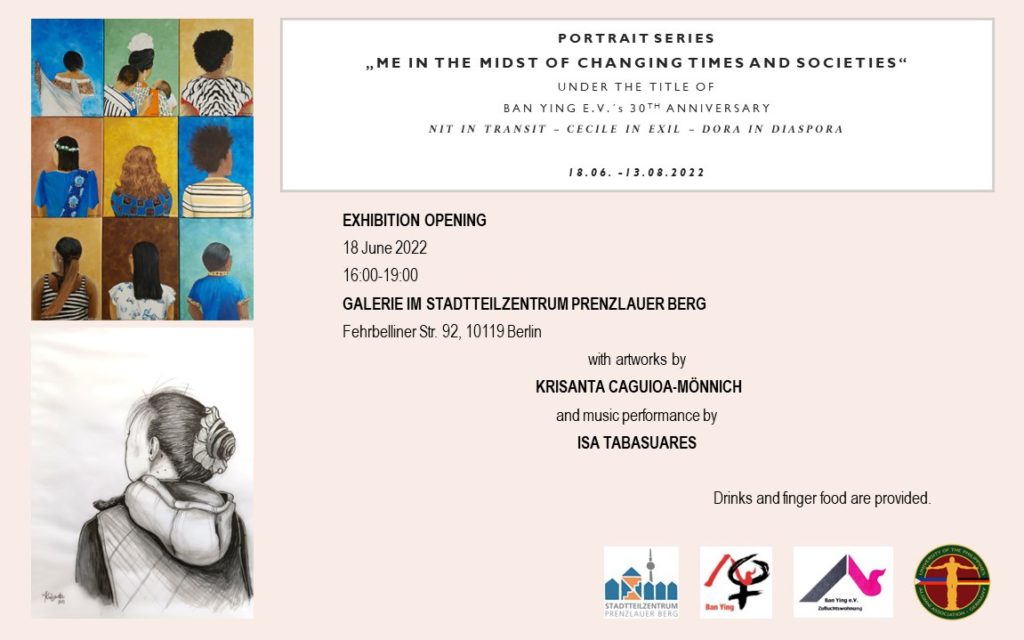 PORTRAIT SERIES
„ME IN THE MIDST OF CHANGING TIMES AND SOCIETIES“
UNDER THE TITLE OF
BAN YING E.V.´s 30TH ANNIVERSARY
NIT IN TRANSIT – CECILE IN EXIL – DORA IN DIASPORA
18.06. -13.08.2022
EXHIBITION OPENING
18 June 2022
16:00-19:00
GALERIE IM STADTTEILZENTRUM PRENZLAUER BERG
Fehrbelliner Str. 92, 10119 Berlin
with artworks by
KRISANTA CAGUIOA-MÖNNICH
and music performance by
ISA TABASUARES
Drinks and finger food are provided.
STADTTEILZENTRUM
PRENZLAUER BERG
Ban Ying
Ban Ying e.V.
Zufluchtswohnung
UNIVERSITY OF THE PHILIPPINES
ALUMNI ASSOCIATION - GERMANY